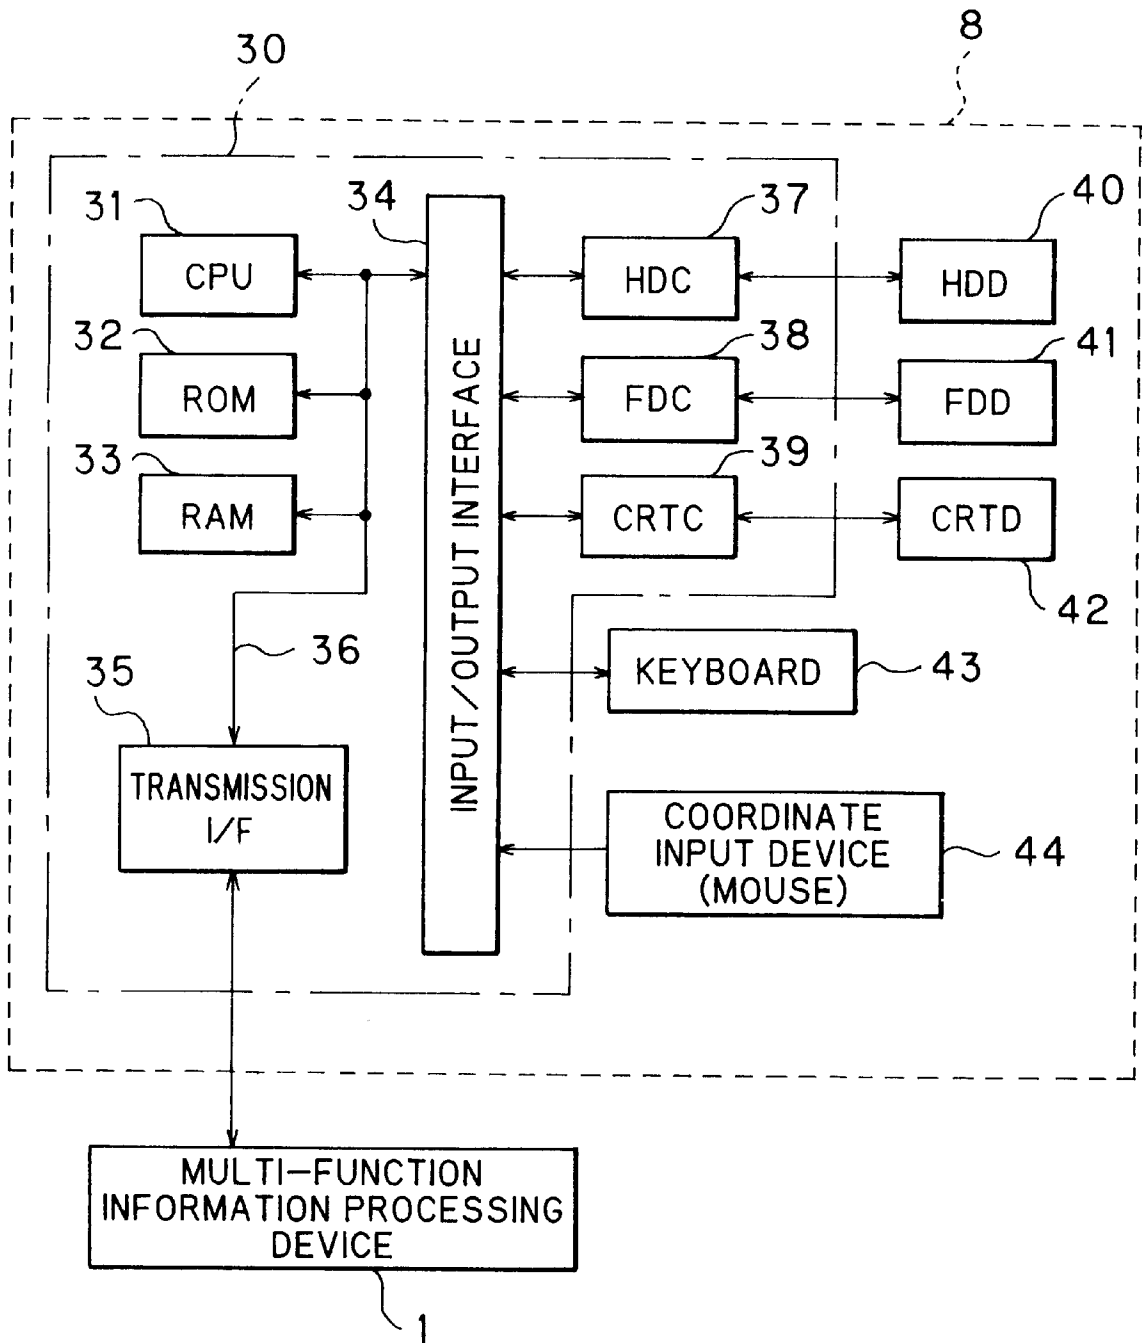 8
30
31
CPU
32
ROM
33
RAM
34
INPUT/OUTPUT INTERFACE
37
HDC
38
FDC
39
CRTC
40
HDD
41
FDD
CRTD
42
36
35
TRANSMISSION
I/F
KEYBOARD
43
COORDINATE
INPUT DEVICE
(MOUSE)
44
MULTI-FUNCTION
INFORMATION PROCESSING
DEVICE
1